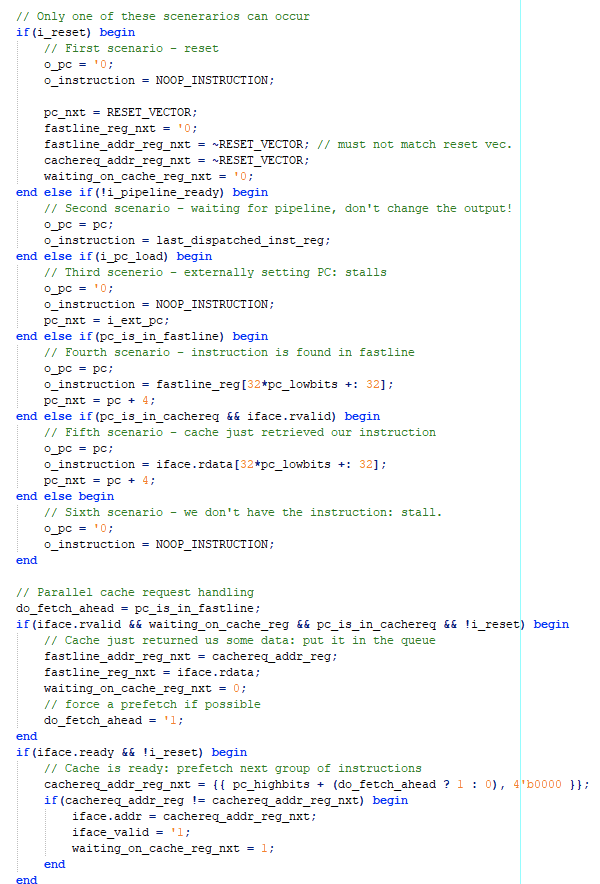 // Only one of these scenerarios can occur
if(i_reset) begin
    // First scenario - reset
    o_pc = '0;
    o_instruction = NOOP_INSTRUCTION;

    pc_nxt = RESET_VECTOR;
    fastline_reg_nxt = '0;
    fastline_addr_reg_nxt = ~RESET_VECTOR; // must not match reset vec.
    cachereq_addr_reg_nxt = ~RESET_VECTOR;
    waiting_on_cache_reg_nxt = '0;
end else if(!i_pipeline_ready) begin
    // Second scenario - waiting for pipeline, don't change the output!
    o_pc = pc;
    o_instruction = last_dispatched_inst_reg;
end else if(i_pc_load) begin
    // Third scenerio - externally setting PC: stalls
    o_pc = '0;
    o_instruction = NOOP_INSTRUCTION;
    pc_nxt = i_ext_pc;
end else if(pc_is_in_fastline) begin
    // Fourth scenario - instruction is found in fastline
    o_pc = pc;
    o_instruction = fastline_reg[32*pc_lowbits +: 32];
    pc_nxt = pc + 4;
end else if(pc_is_in_cachereq && iface.rvalid) begin
    // Fifth scenario - cache just retrieved our instruction
    o_pc = pc;
    o_instruction = iface.rdata[32*pc_lowbits +: 32];
    pc_nxt = pc + 4;
end else begin
    // Sixth scenario - we don't have the instruction: stall.
    o_pc = '0;
    o_instruction = NOOP_INSTRUCTION;
end

// Parallel cache request handling
do_fetch_ahead = pc_is_in_fastline;
if(iface.rvalid && waiting_on_cache_reg && pc_is_in_cachereq && !i_reset) begin
    // Cache just returned us some data: put it in the queue
    fastline_addr_reg_nxt = cachereq_addr_reg;
    fastline_reg_nxt = iface.rdata;
    waiting_on_cache_reg_nxt = 0;
    // force a prefetch if possible
    do_fetch_ahead = '1;
end
if(iface.ready && !i_reset) begin
    // Cache is ready: prefetch next group of instructions
    cachereq_addr_reg_nxt = {{ pc_highbits + (do_fetch_ahead ? 1 : 0), 4'b0000 }};
    if(cachereq_addr_reg != cachereq_addr_reg_nxt) begin
        iface.addr = cachereq_addr_reg_nxt;
        iface_valid = '1;
        waiting_on_cache_reg_nxt = 1;
    end
end